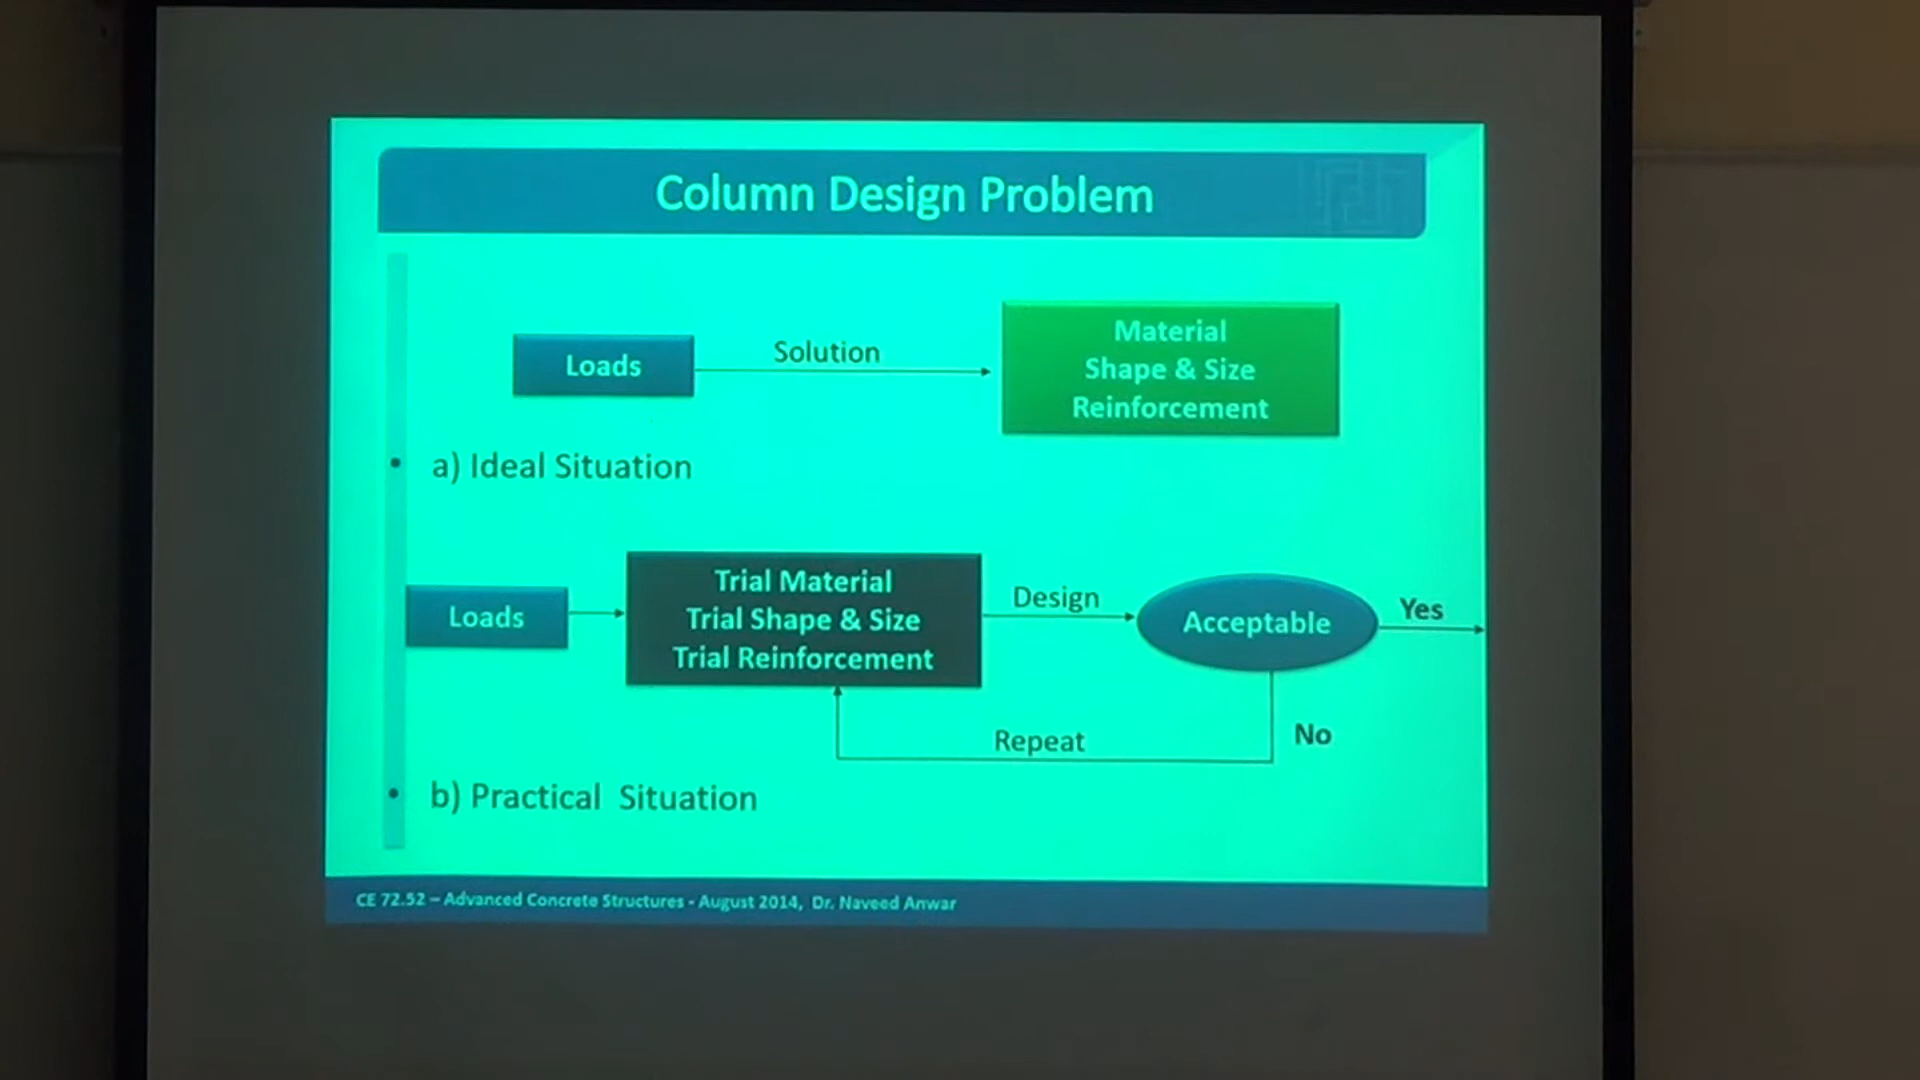 Column Design Problem
Loads
Solution
Material
Shape & Size
Reinforcement
• a) Ideal Situation
Loads
Trial Material
Trial Shape & Size
Trial Reinforcement
Design
Acceptable
Yes
No
Repeat
• b) Practical Situation
CE 72.52 – Advanced Concrete Structures - August 2014, Dr. Naveed Anwar